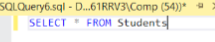 SQLQuery6.sql - D...61RRV3\Comp (54))*
SELECT * FROM Students